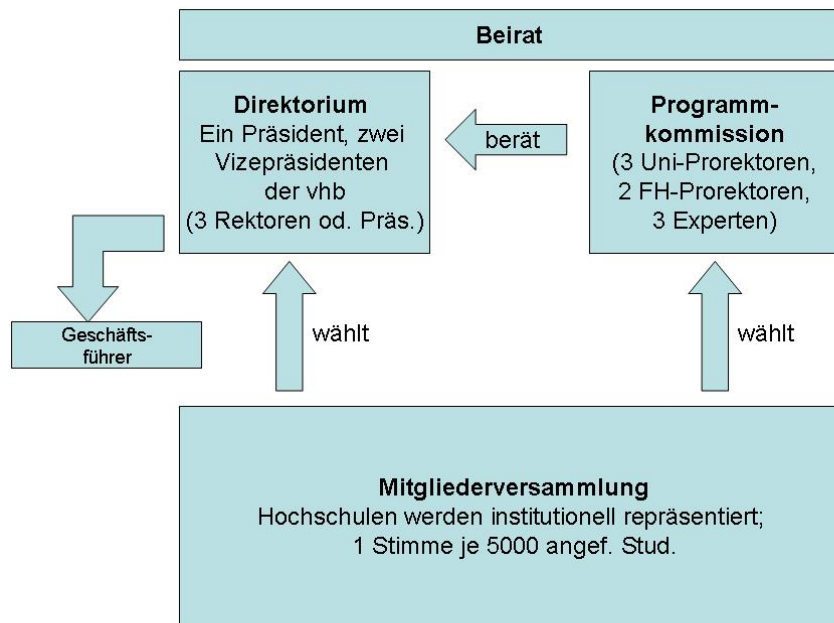 Beirat
Direktorium
Ein Präsident, zwei
Vizepräsidenten
der vhb
(3 Rektoren od. Präs.)
berät
Programm-
kommission
(3 Uni-Prorektoren,
2 FH-Prorektoren,
3 Experten)
Geschäfts-
führer
wählt
wählt
Mitgliederversammlung
Hochschulen werden institutionell repräsentiert;
1 Stimme je 5000 angef. Stud.